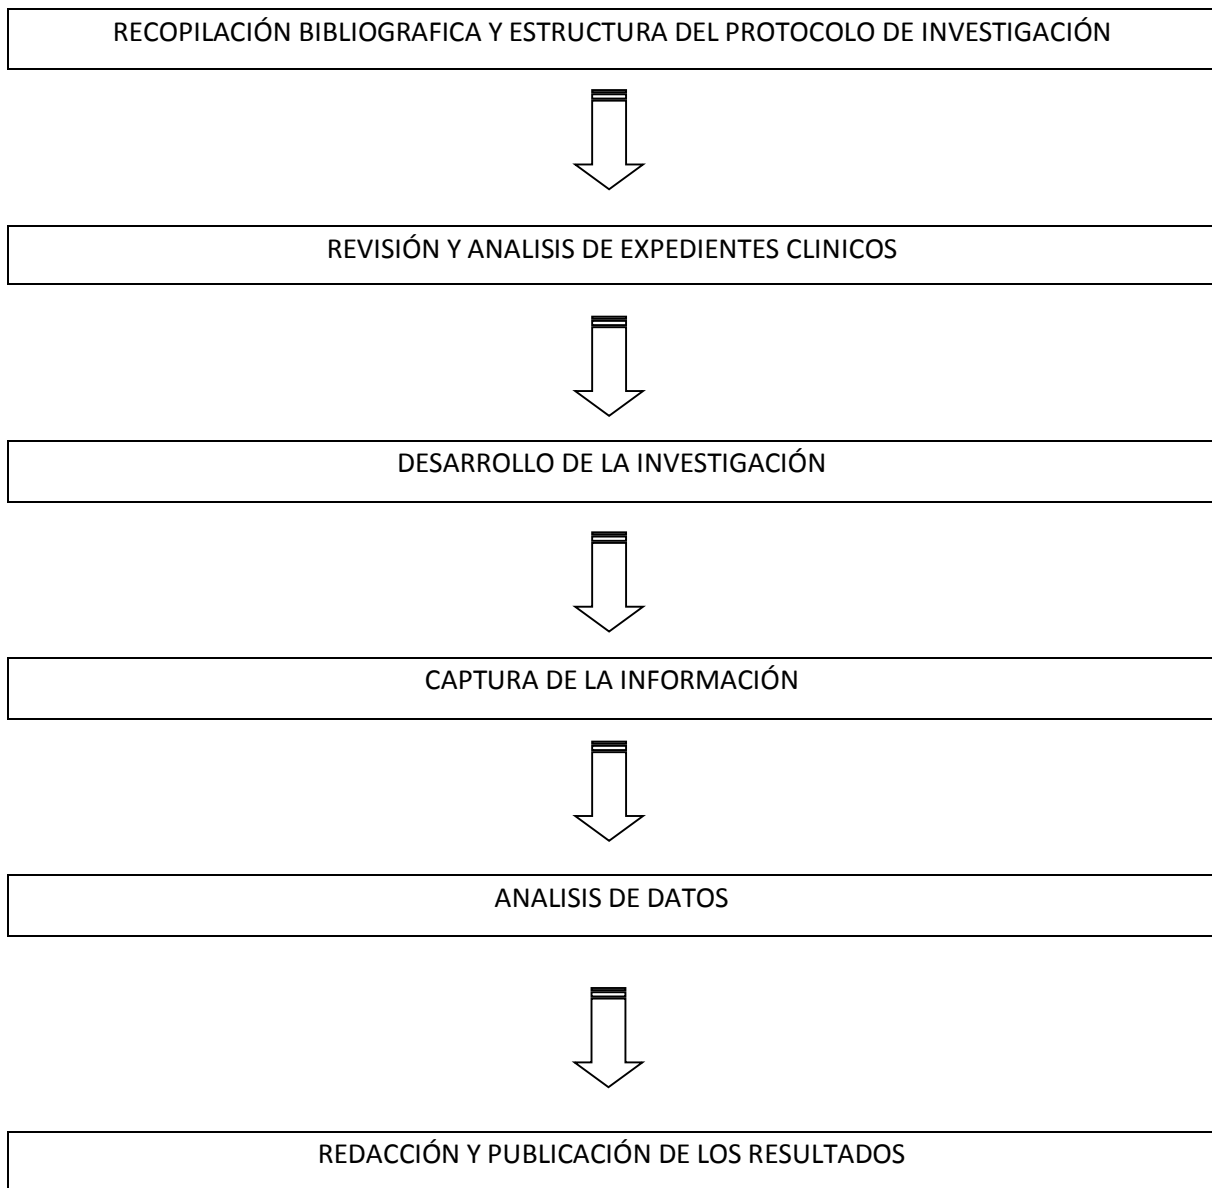 RECOPILACIÓN BIBLIOGRAFICA Y ESTRUCTURA DEL PROTOCOLO DE INVESTIGACIÓN
REVISIÓN Y ANALISIS DE EXPEDIENTES CLINICOS
DESARROLLO DE LA INVESTIGACIÓN
CAPTURA DE LA INFORMACIÓN
ANALISIS DE DATOS
REDACCIÓN Y PUBLICACIÓN DE LOS RESULTADOS